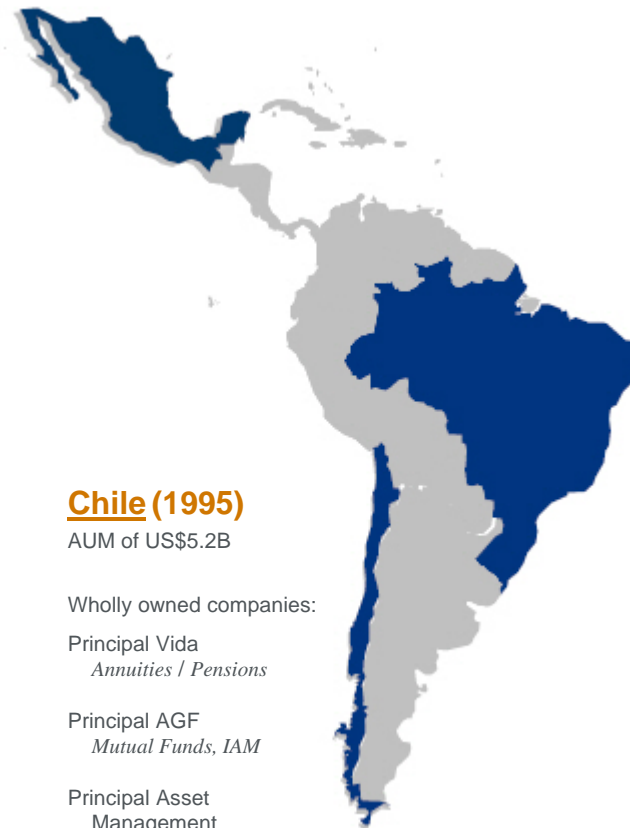 Chile (1995)
AUM of US$5.2B
Wholly owned companies:
Principal Vida
Annuities / Pensions
Principal AGF
Mutual Funds, IAM
Principal Asset
Management